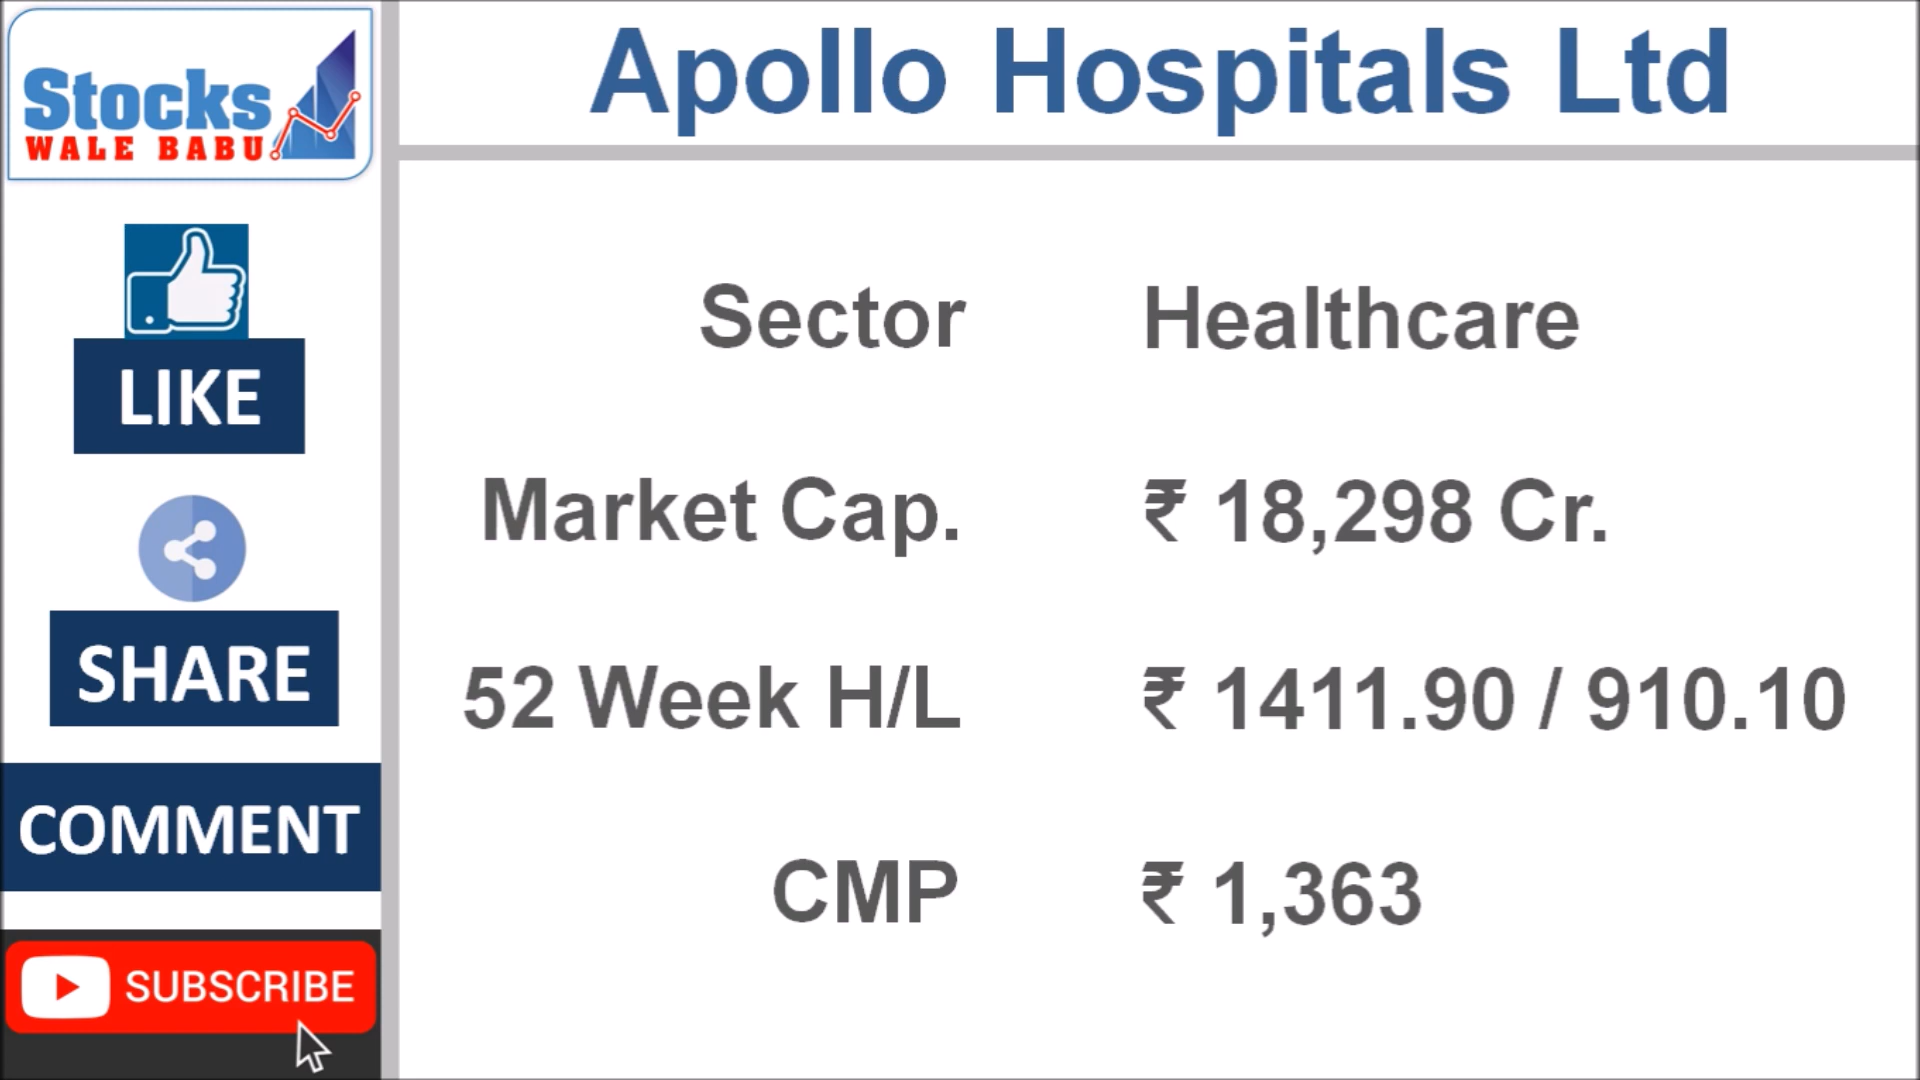 Stocks
WALE BABU
LIKE
SHARE
COMMENT
SUBSCRIBE
Apollo Hospitals Ltd
Sector Healthcare
Market Cap. ₹ 18,298 Cr.
52 Week H/L ₹ 1411.90 / 910.10
CMP ₹ 1,363